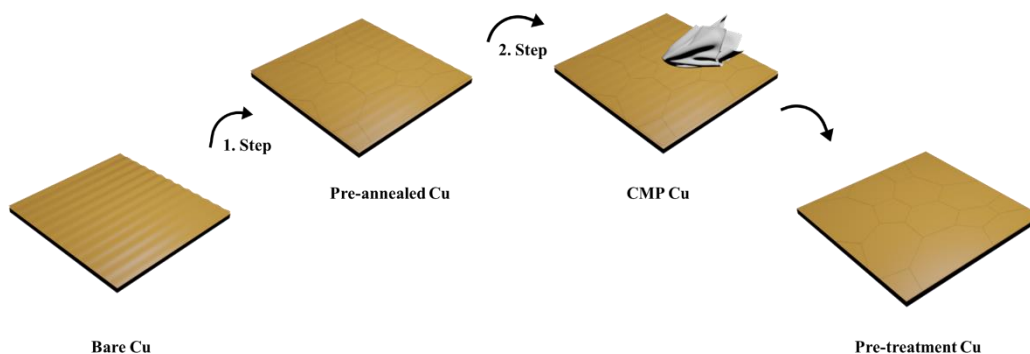 2. Step
1. Step
Pre-annealed Cu
CMP Cu
Bare Cu
Pre-treatment Cu